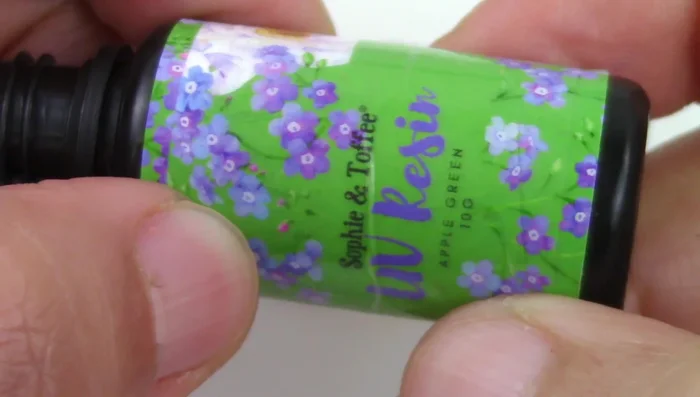 Sophie & Toffee®
UV Resin
APPLE GREEN
10G